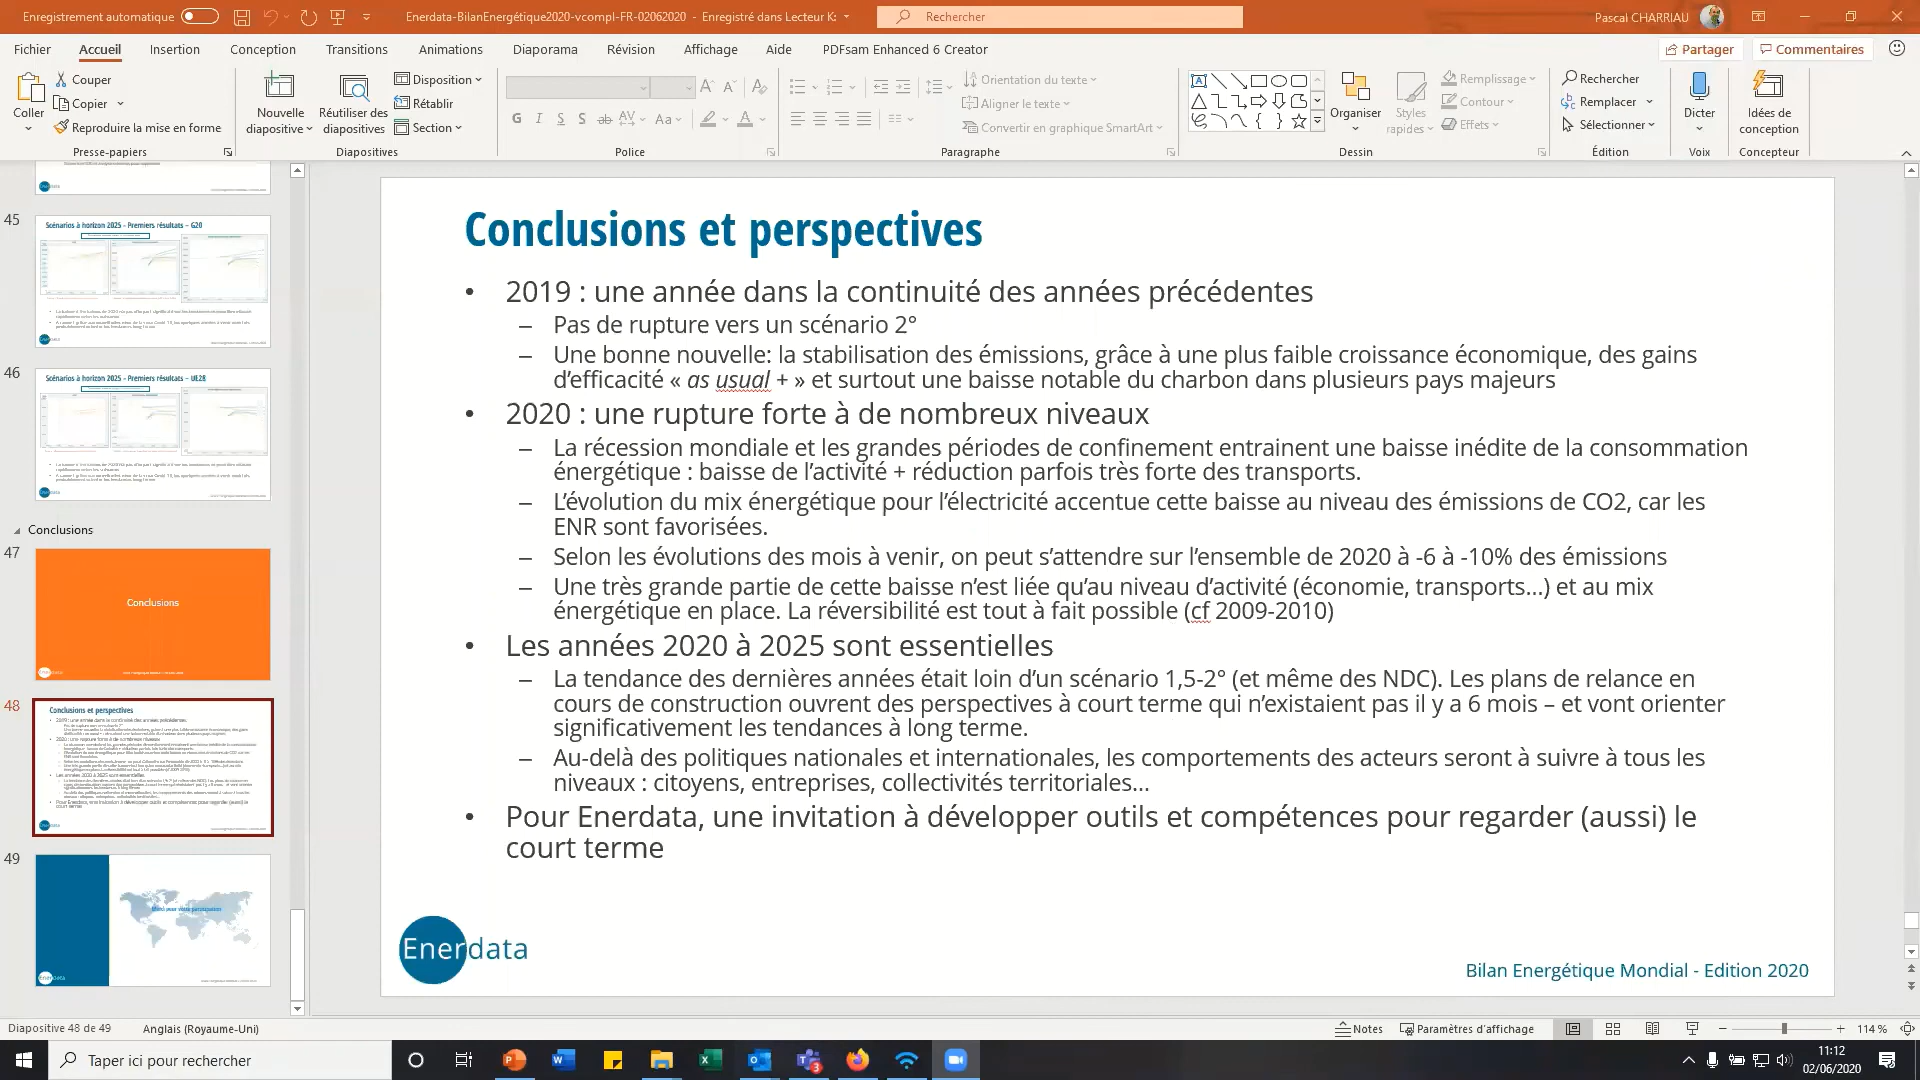 Enregistrement automatique
Enerdata-BilanEnergétique2020-vcompl-FR-02062020 - Enregistré dans Lecteur K:
Rechercher
Pascal CHARRIAU
Fichier
Accueil
Insertion
Conception
Transitions
Animations
Diaporama
Révision
Affichage
Aide
PDFsam Enhanced 6 Creator
Partager
Commentaires
Coller
Couper
Copier
Reproduire la mise en forme
Presse-papiers
Nouvelle
diapositive
Réutiliser des
diapositives
Disposition
Rétablir
Section
Diapositives
G I S S ab AV Aa A
Police
Orientation du texte
Aligner le texte
Convertir en graphique SmartArt
Paragraphe
Organiser
Styles
rapides
Remplissage
Contour
Effets
Dessin
Rechercher
Remplacer
Sélectionner
Édition
Dicter
Voix
Idées de
conception
Concepteur
45
Scénarios à horizon 2025 - Premiers résultats – G20
46
Scénarios à horizon 2025 - Premiers résultats – UE28
Conclusions
47
Conclusions
48
Conclusions et perspectives
49
Conclusions et perspectives
• 2019 : une année dans la continuité des années précédentes
– Pas de rupture vers un scénario 2°
– Une bonne nouvelle: la stabilisation des émissions, grâce à une plus faible croissance économique, des gains
d’efficacité « as usual + » et surtout une baisse notable du charbon dans plusieurs pays majeurs
• 2020 : une rupture forte à de nombreux niveaux
– La récession mondiale et les grandes périodes de confinement entrainent une baisse inédite de la consommation
énergétique : baisse de l’activité + réduction parfois très forte des transports.
– L’évolution du mix énergétique pour l’électricité accentue cette baisse au niveau des émissions de CO2, car les
ENR sont favorisées.
– Selon les évolutions des mois à venir, on peut s’attendre sur l’ensemble de 2020 à -6 à -10% des émissions
– Une très grande partie de cette baisse n’est liée qu’au niveau d’activité (économie, transports…) et au mix
énergétique en place. La réversibilité est tout à fait possible (cf 2009-2010)
• Les années 2020 à 2025 sont essentielles
– La tendance des dernières années était loin d’un scénario 1,5-2° (et même des NDC). Les plans de relance en
cours de construction ouvrent des perspectives à court terme qui n’existaient pas il y a 6 mois – et vont orienter
significativement les tendances à long terme.
– Au-delà des politiques nationales et internationales, les comportements des acteurs seront à suivre à tous les
niveaux : citoyens, entreprises, collectivités territoriales…
• Pour Enerdata, une invitation à développer outils et compétences pour regarder (aussi) le
court terme
Enerdata
Bilan Energétique Mondial - Edition 2020
Diapositive 48 de 49
Anglais (Royaume-Uni)
Notes
Paramètres d'affichage
114 %
Taper ici pour rechercher
3
11:12
02/06/2020